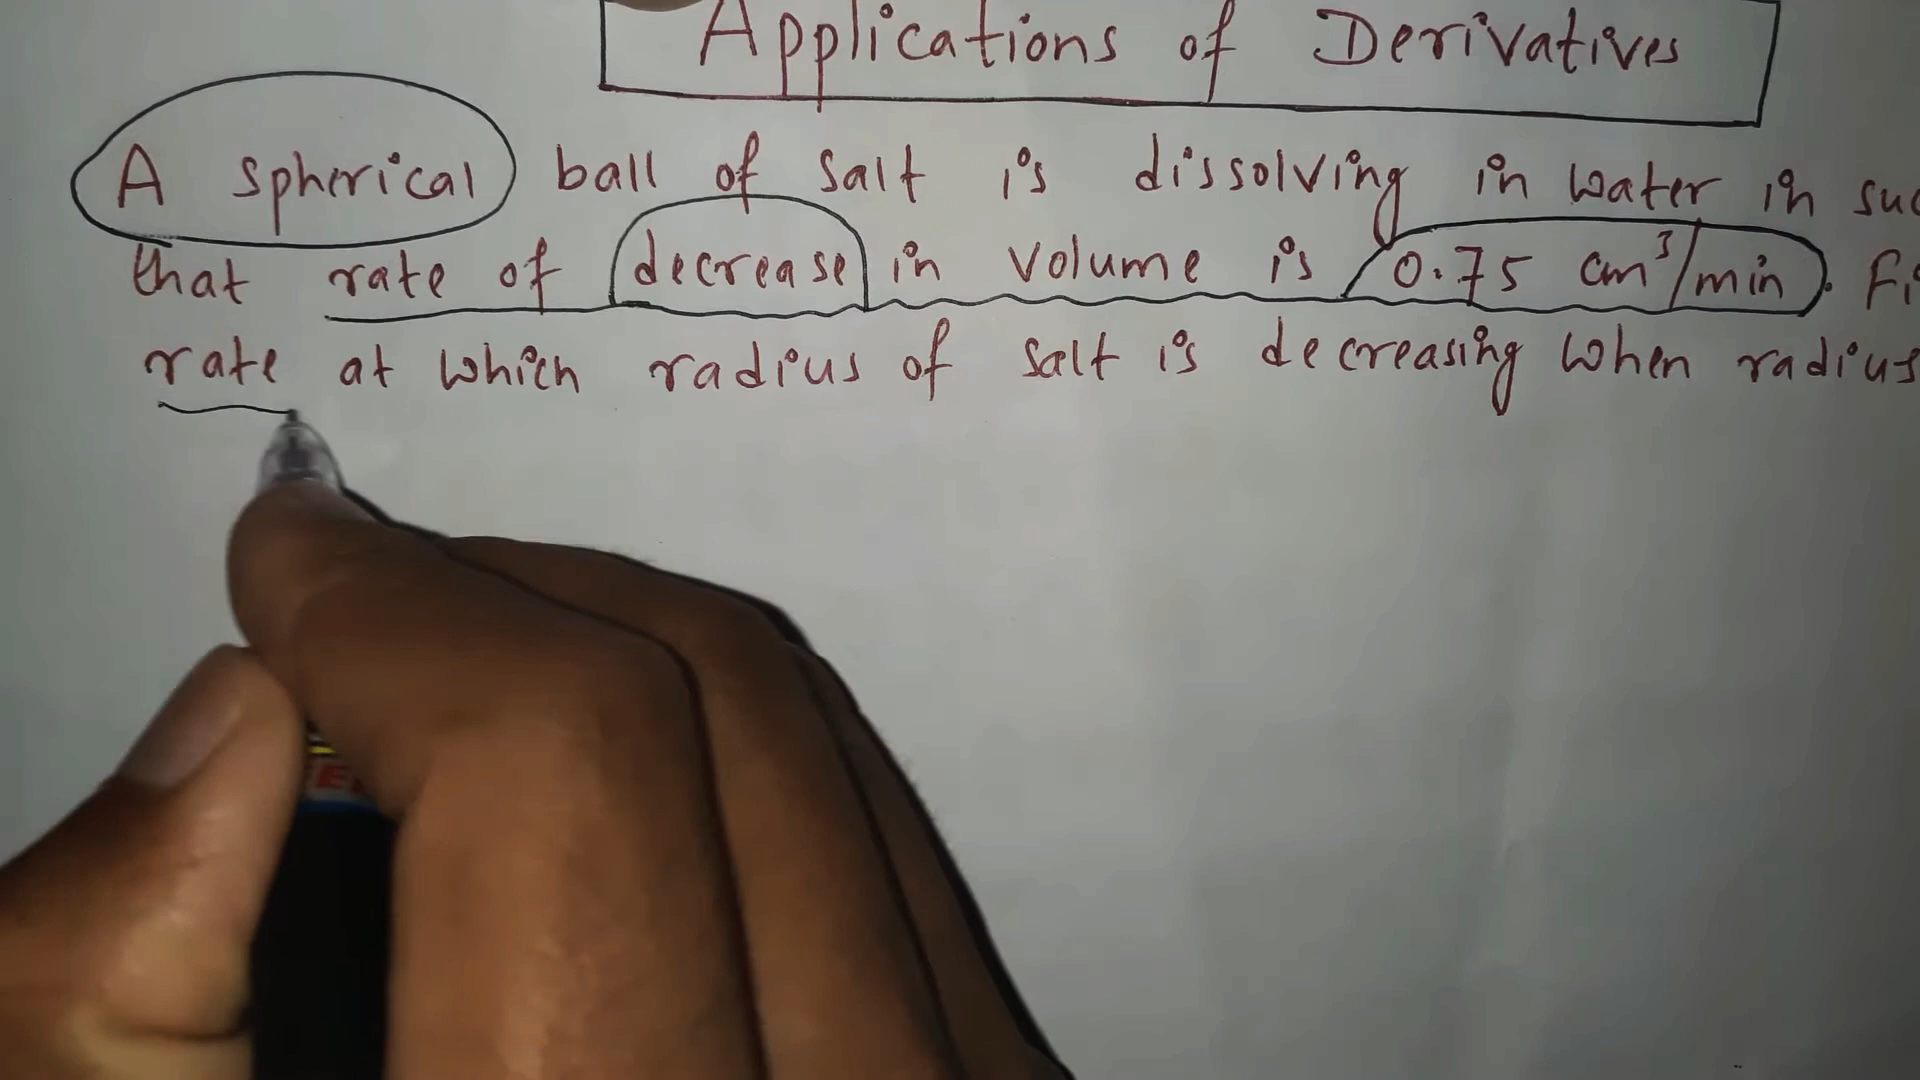 Applications of Derivatives
A spherical ball of salt is dissolving in water in
that rate of decrease in volume is 0.75 cm³/min.
rate at which radius of salt is decreasing when radius